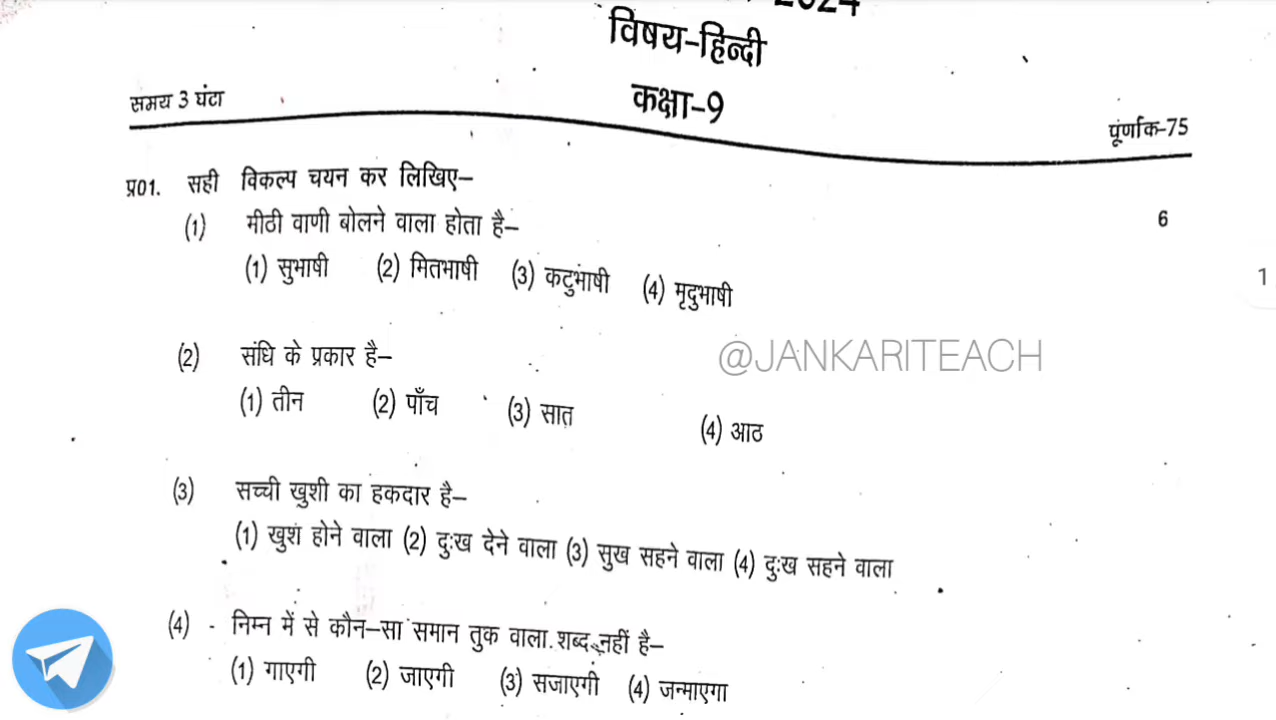 2024
विषय-हिन्दी
कक्षा-9
समय 3 घंटा
पूर्णांक-75
प्र01. सही विकल्प चयन कर लिखिए–
6
(1) मीठी वाणी बोलने वाला होता है–
(1) सुभाषी (2) मितभाषी (3) कटुभाषी (4) मृदुभाषी
1
(2) संधि के प्रकार है–
@JANKARITEACH
(1) तीन (2) पाँच (3) सात (4) आठ
(3) सच्ची खुशी का हकदार है–
(1) खुश होने वाला (2) दुःख देने वाला (3) सुख सहने वाला (4) दुःख सहने वाला
(4) निम्न में से कौन–सा समान तुक वाला शब्द नहीं है–
(1) गाएगी (2) जाएगी (3) सजाएगी (4) जन्माएगा